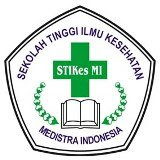 SEKOLAH TINGGI ILMU KESEHATAN
STIKes MI
MEDISTRA INDONESIA